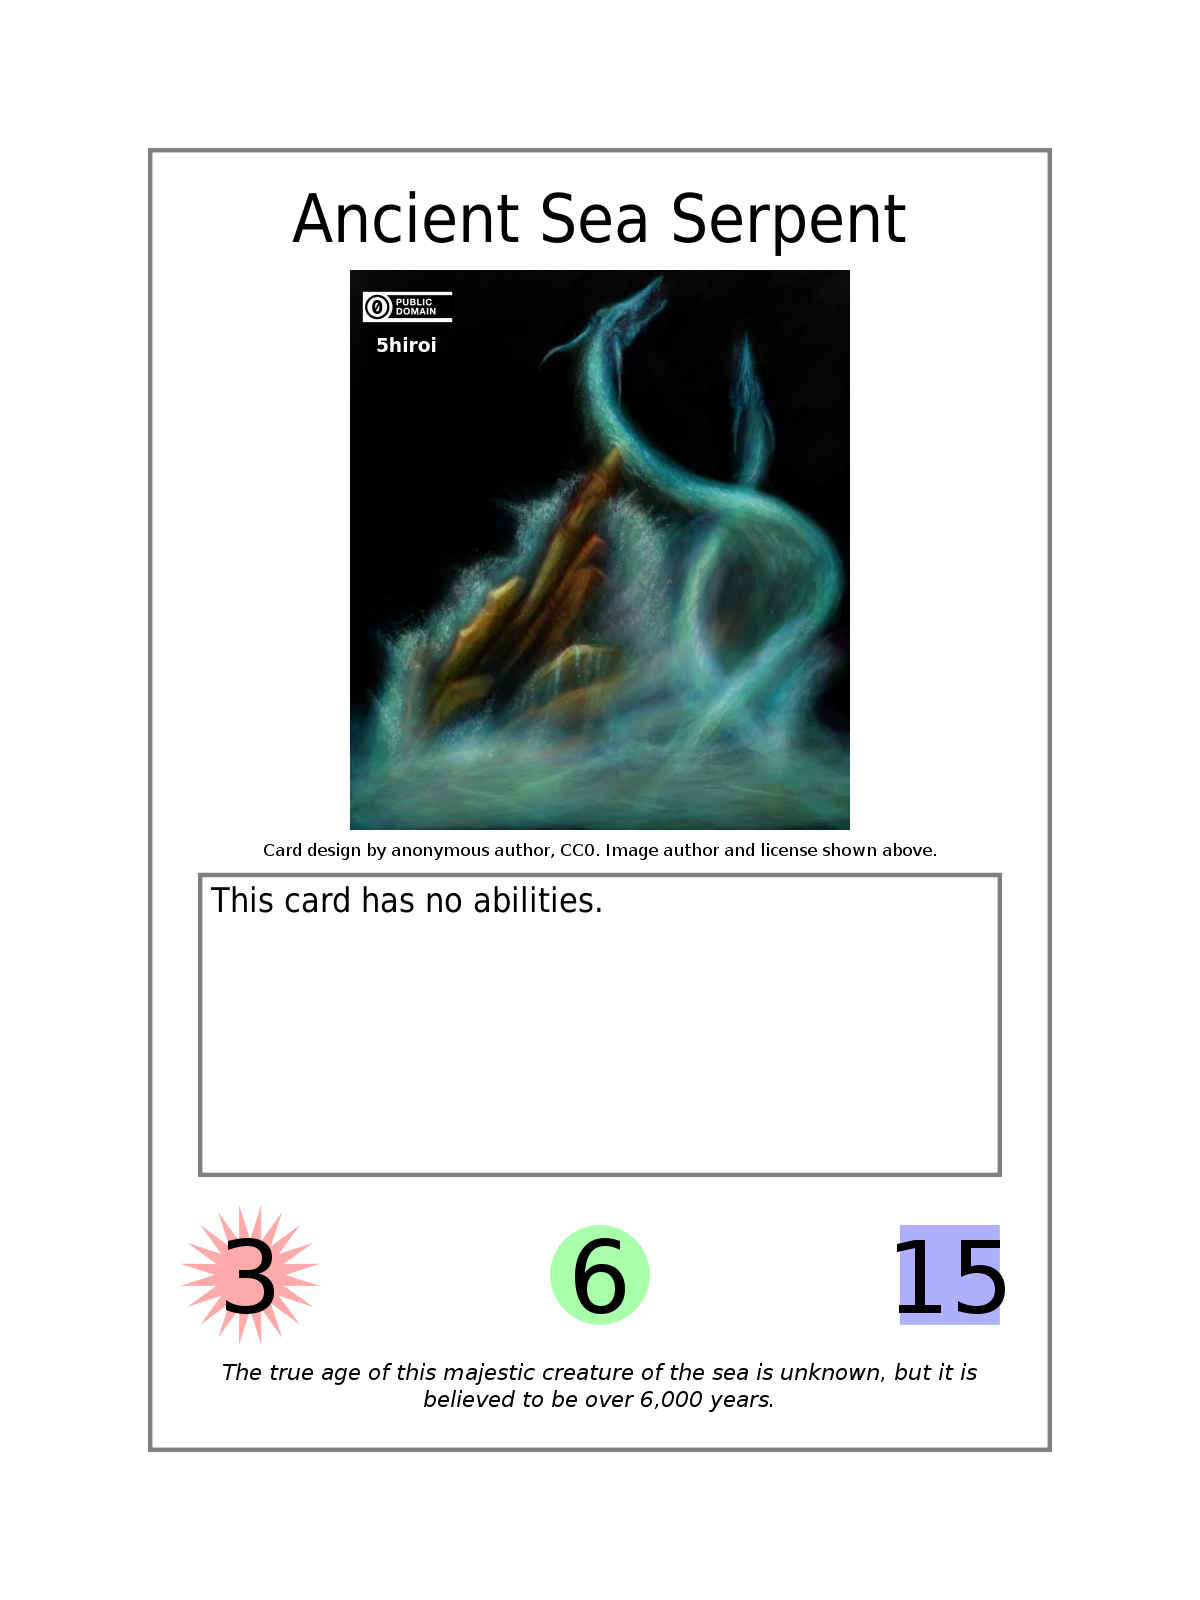 Ancient Sea Serpent
0 PUBLIC
DOMAIN
5hiroi
Card design by anonymous author, CC0. Image author and license shown above.
This card has no abilities.
3 6 15
The true age of this majestic creature of the sea is unknown, but it is
believed to be over 6,000 years.